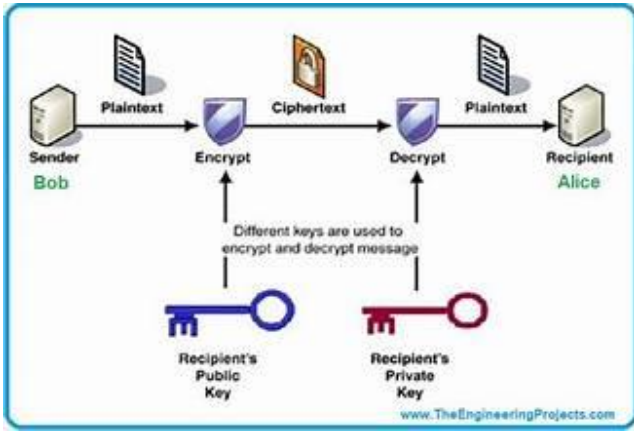 Plaintext
Ciphertext
Plaintext
Sender
Encrypt
Decrypt
Recipient
Bob
Alice
Different keys are used to
encrypt and decrypt message
Recipient's
Public
Key
Recipient's
Private
Key
www.TheEngineeringProjects.com